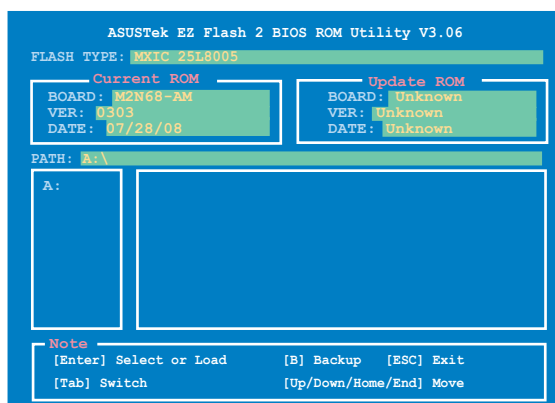 ASUSTek EZ Flash 2 BIOS ROM Utility V3.06
FLASH TYPE: MXIC 25L8005
Current ROM
BOARD: M2N68-AM
VER: 0303
DATE: 07/28/08
Update ROM
BOARD: Unknown
VER: Unknown
DATE: Unknown
PATH: A:\
A:
Note
[Enter] Select or Load [B] Backup [ESC] Exit
[Tab] Switch [Up/Down/Home/End] Move